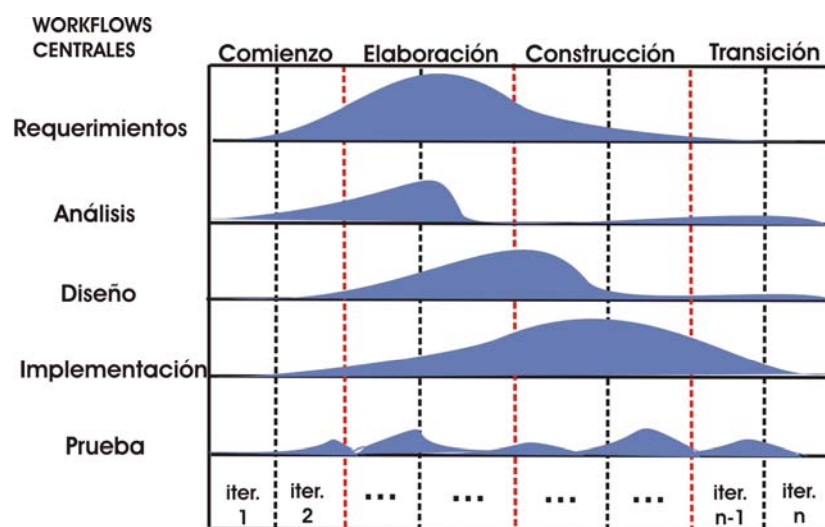 WORKFLOWS
CENTRALES
Comienzo Elaboración Construcción Transición
Requerimientos
Análisis
Diseño
Implementación
Prueba
iter. iter. ... ... ... ... iter. iter.
1 2 n-1 n